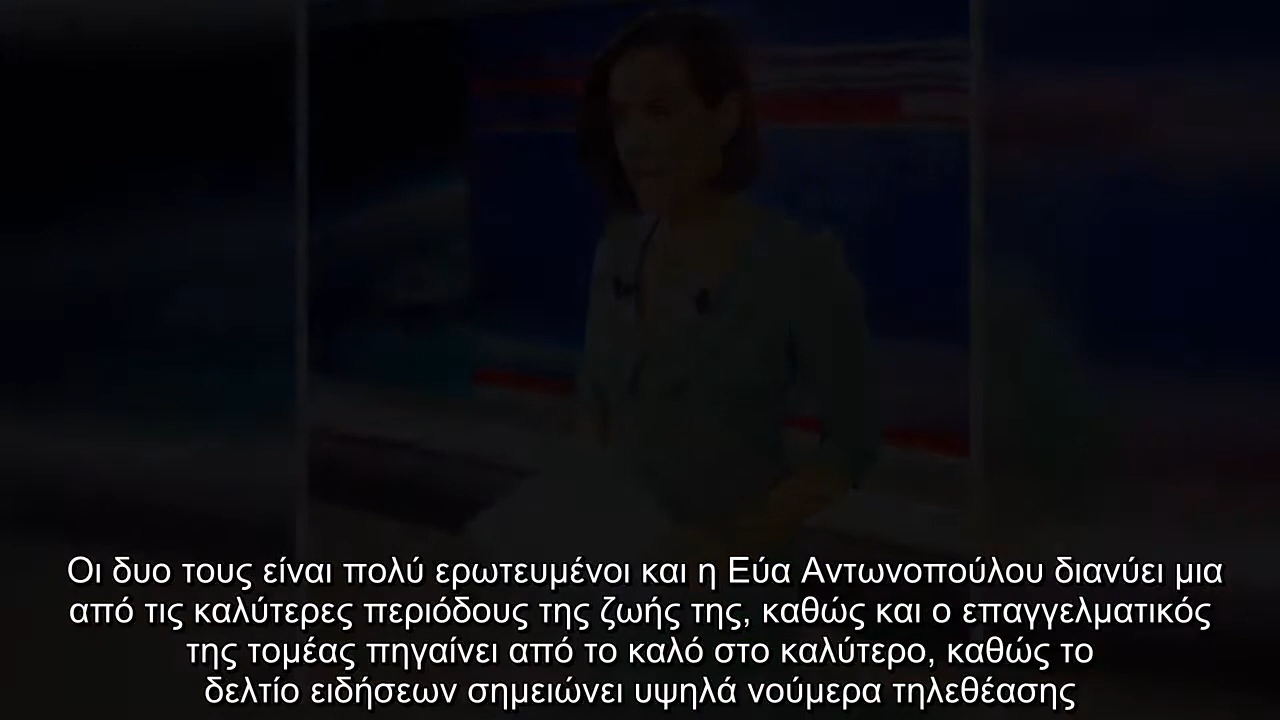 Οι δυο τους είναι πολύ ερωτευμένοι και η Εύα Αντωνοπούλου διανύει μια
από τις καλύτερες περιόδους της ζωής της, καθώς και ο επαγγελματικός
της τομέας πηγαίνει από το καλό στο καλύτερο, καθώς το
δελτίο ειδήσεων σημειώνει υψηλά νούμερα τηλεθέασης